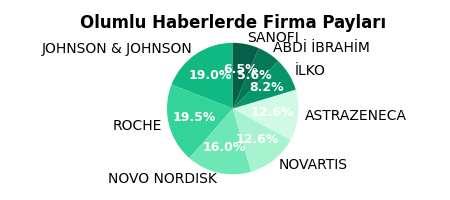 Olumlu Haberlerde Firma Payları
SANOFI
ABDİ İBRAHİM
İLKO
ASTRAZENECA
NOVARTIS
NOVO NORDISK
ROCHE
JOHNSON & JOHNSON
6.5%
5.6%
8.2%
12.6%
12.6%
16.0%
19.5%
19.0%